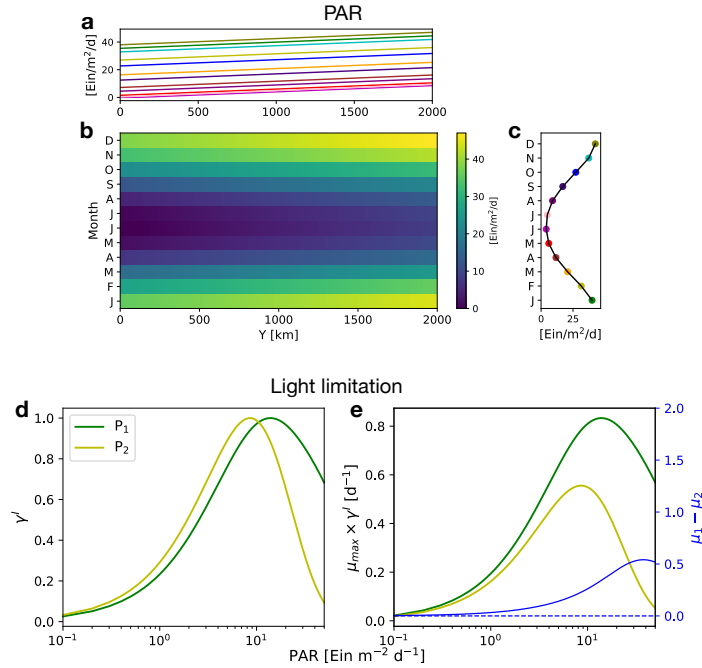 PAR
a
[Ein/m²/d]
40
20
0
0 500 1000 1500 2000
b
Month
D
N
O
S
A
J
J
M
A
M
F
J
0 500 1000 1500 2000
Y [km]
40
30
20
10
0
[Ein/m²/d]
c
D
N
O
S
A
J
J
M
A
M
F
J
0 25
[Ein/m²/d]
Light limitation
d
P₁
P₂
γˡ
1.0
0.8
0.6
0.4
0.2
0.0
10⁻¹ 10⁰ 10¹
e
μₘₐₓ × γˡ [d⁻¹]
0.8
0.6
0.4
0.2
0.0
10⁻¹ 10⁰ 10¹
2.0
1.5
1.0
0.5
0.0
μ₁ − μ₂
PAR [Ein m⁻² d⁻¹]